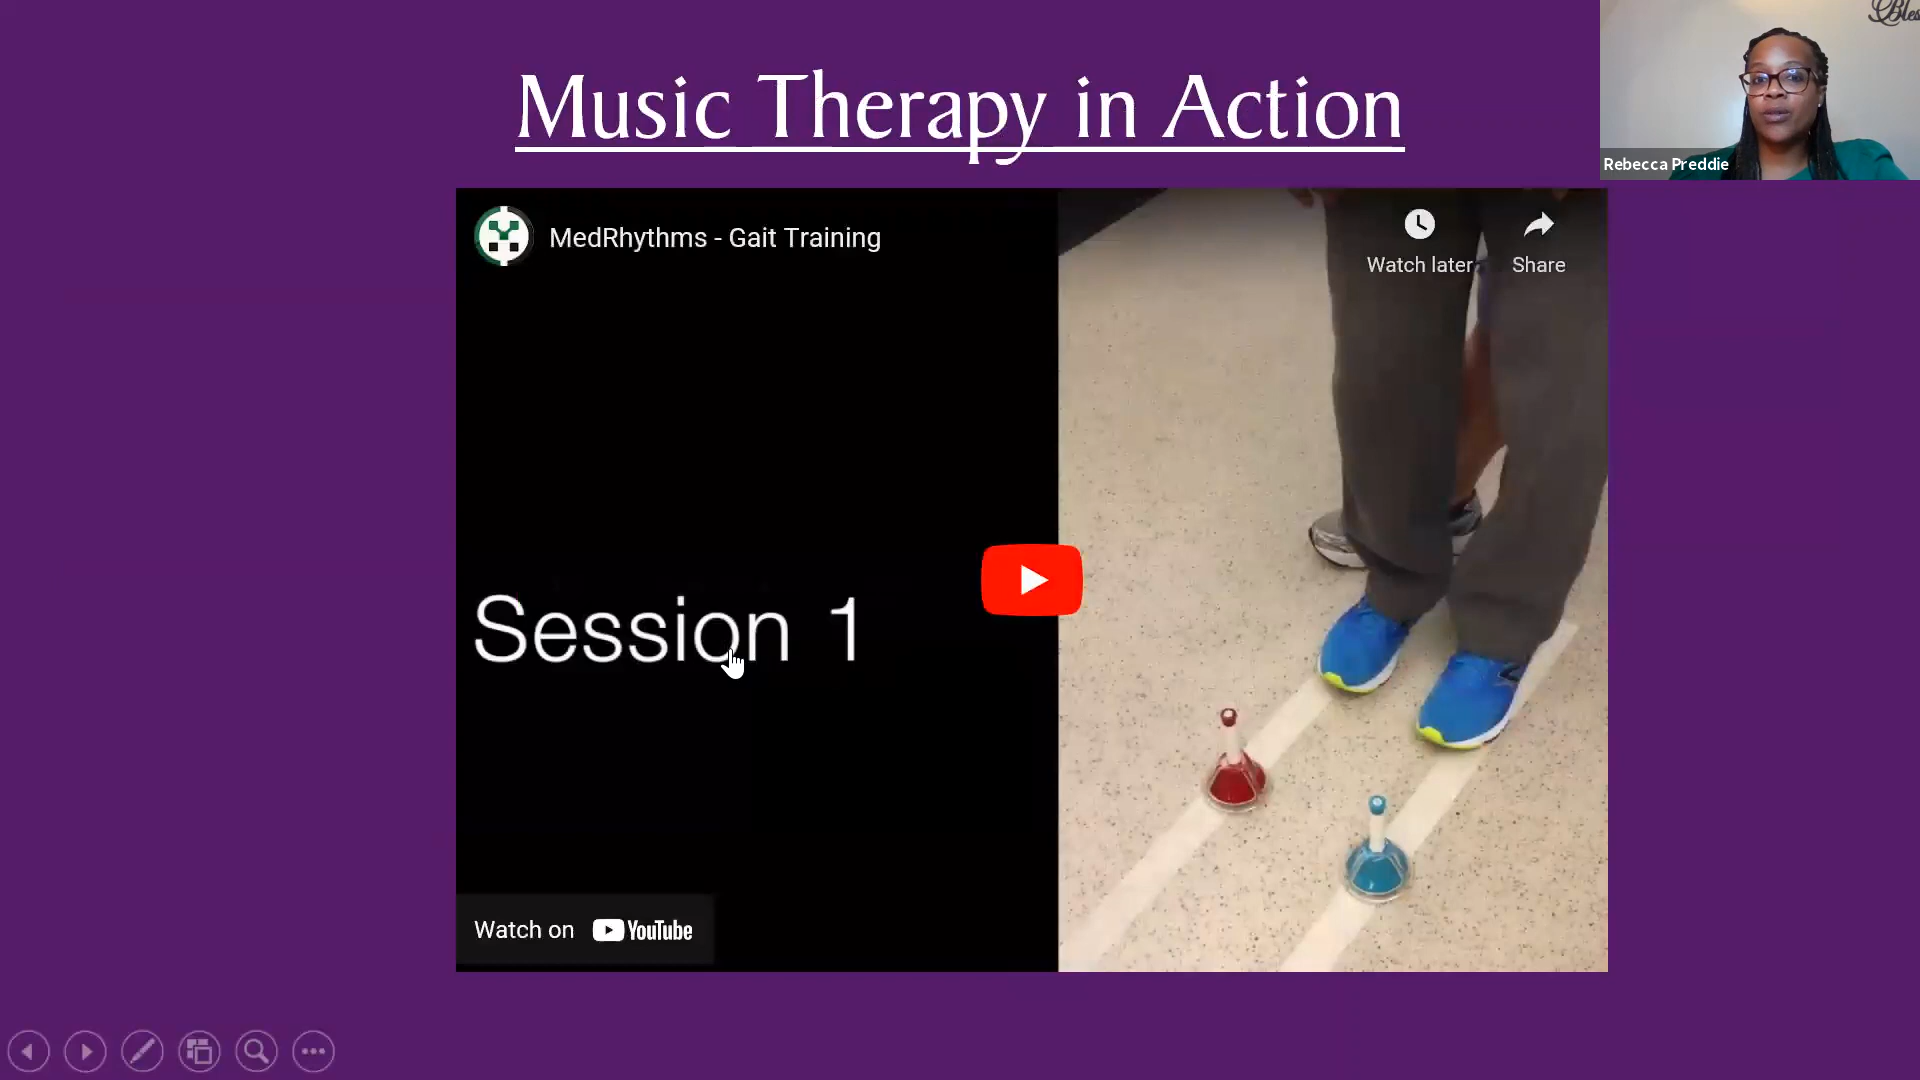 Music Therapy in Action
Rebecca Preddie
MedRhythms - Gait Training
Watch later
Share
Session 1
Watch on YouTube